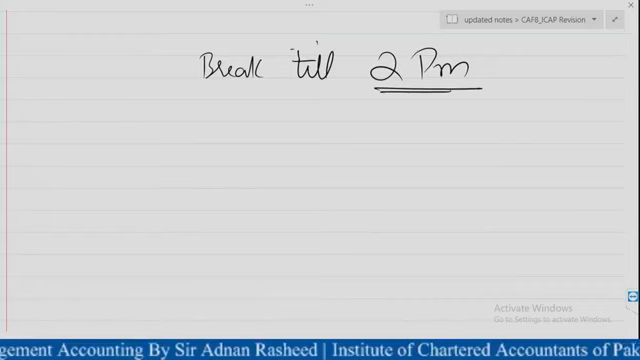 updated notes > CAF8_ICAP Revision
Break till 2 Pm
Activate Windows
Go to Settings to activate Windows.
gement Accounting By Sir Adnan Rasheed | Institute of Chartered Accountants of Pak